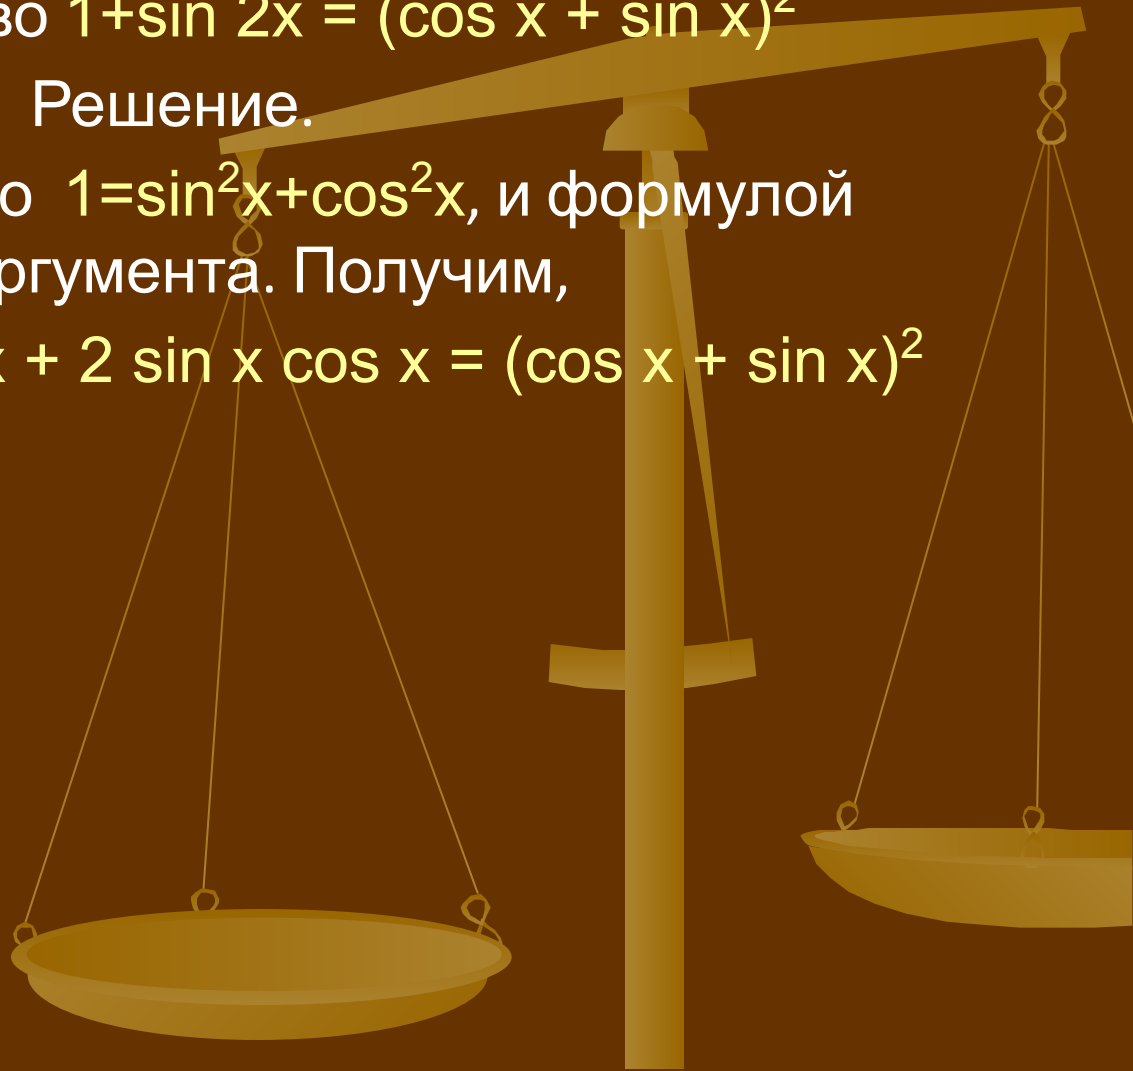 во 1+sin 2x = (cos x + sin x)²
Решение.
о 1=sin²x+cos²x, и формулой
ргумента. Получим,
x + 2 sin x cos x = (cos x + sin x)²